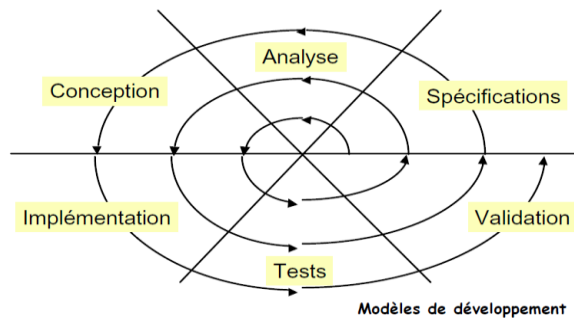 Analyse
Conception
Spécifications
Implémentation
Validation
Tests
Modèles de développement